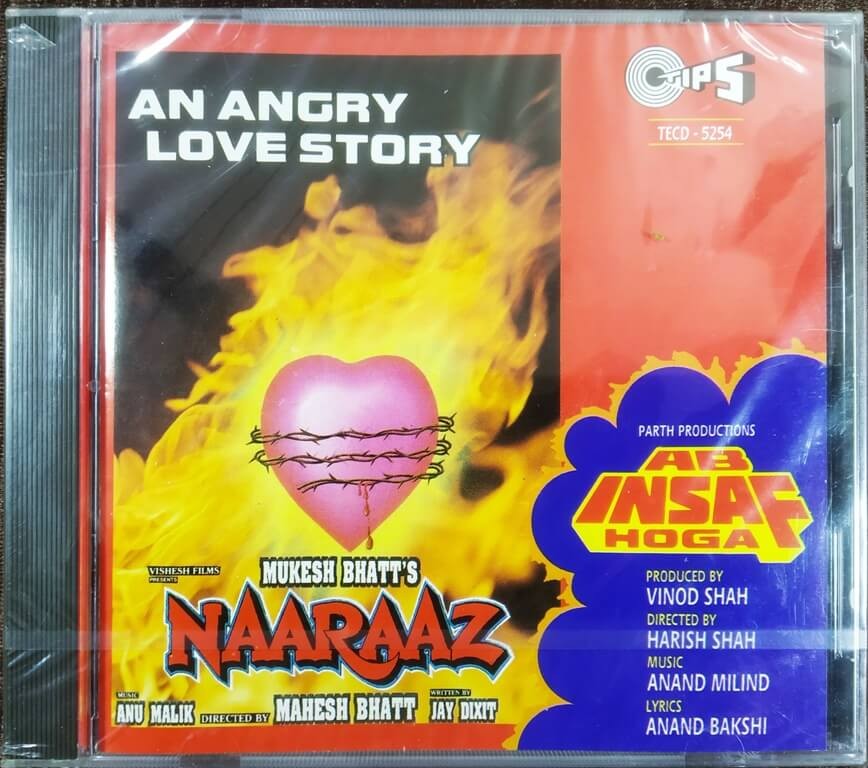 AN ANGRY
LOVE STORY
TIPS
TECD - 5254
VISHESH FILMS
PRESENTS
MUKESH BHATT'S
NAARAAZ
MUSIC
ANU MALIK
DIRECTED BY
MAHESH BHATT
WRITTEN BY
JAY DIXIT
PARTH PRODUCTIONS
AB
INSAF
HOGA
PRODUCED BY
VINOD SHAH
DIRECTED BY
HARISH SHAH
MUSIC
ANAND MILIND
LYRICS
ANAND BAKSHI